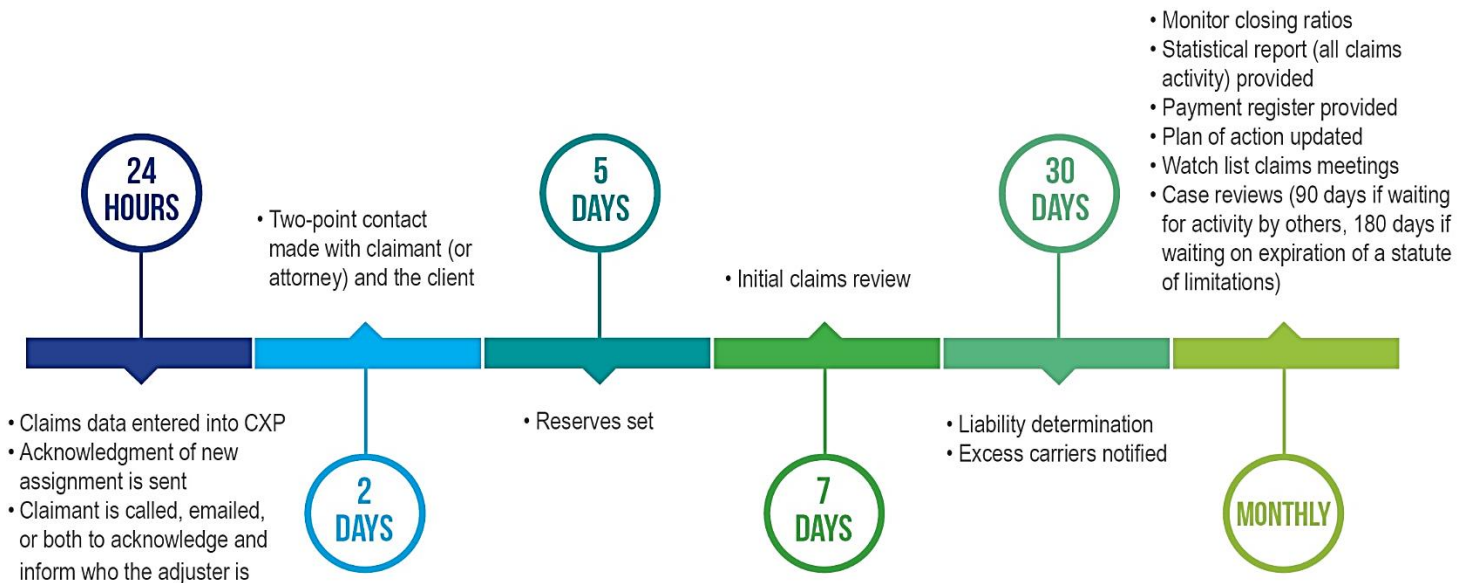 24
HOURS
• Claims data entered into CXP
• Acknowledgment of new
assignment is sent
• Claimant is called, emailed,
or both to acknowledge and
inform who the adjuster is
• Two-point contact
made with claimant (or
attorney) and the client
2
DAYS
5
DAYS
• Reserves set
• Initial claims review
7
DAYS
30
DAYS
• Liability determination
• Excess carriers notified
• Monitor closing ratios
• Statistical report (all claims
activity) provided
• Payment register provided
• Plan of action updated
• Watch list claims meetings
• Case reviews (90 days if waiting
for activity by others, 180 days if
waiting on expiration of a statute
of limitations)
MONTHLY